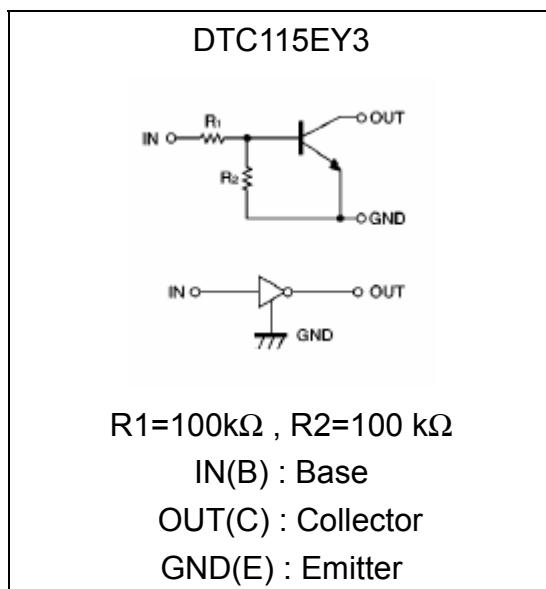 DTC115EY3
R1
IN
OUT
R2
GND
IN
OUT
GND
R1=100kΩ , R2=100 kΩ
IN(B) : Base
OUT(C) : Collector
GND(E) : Emitter